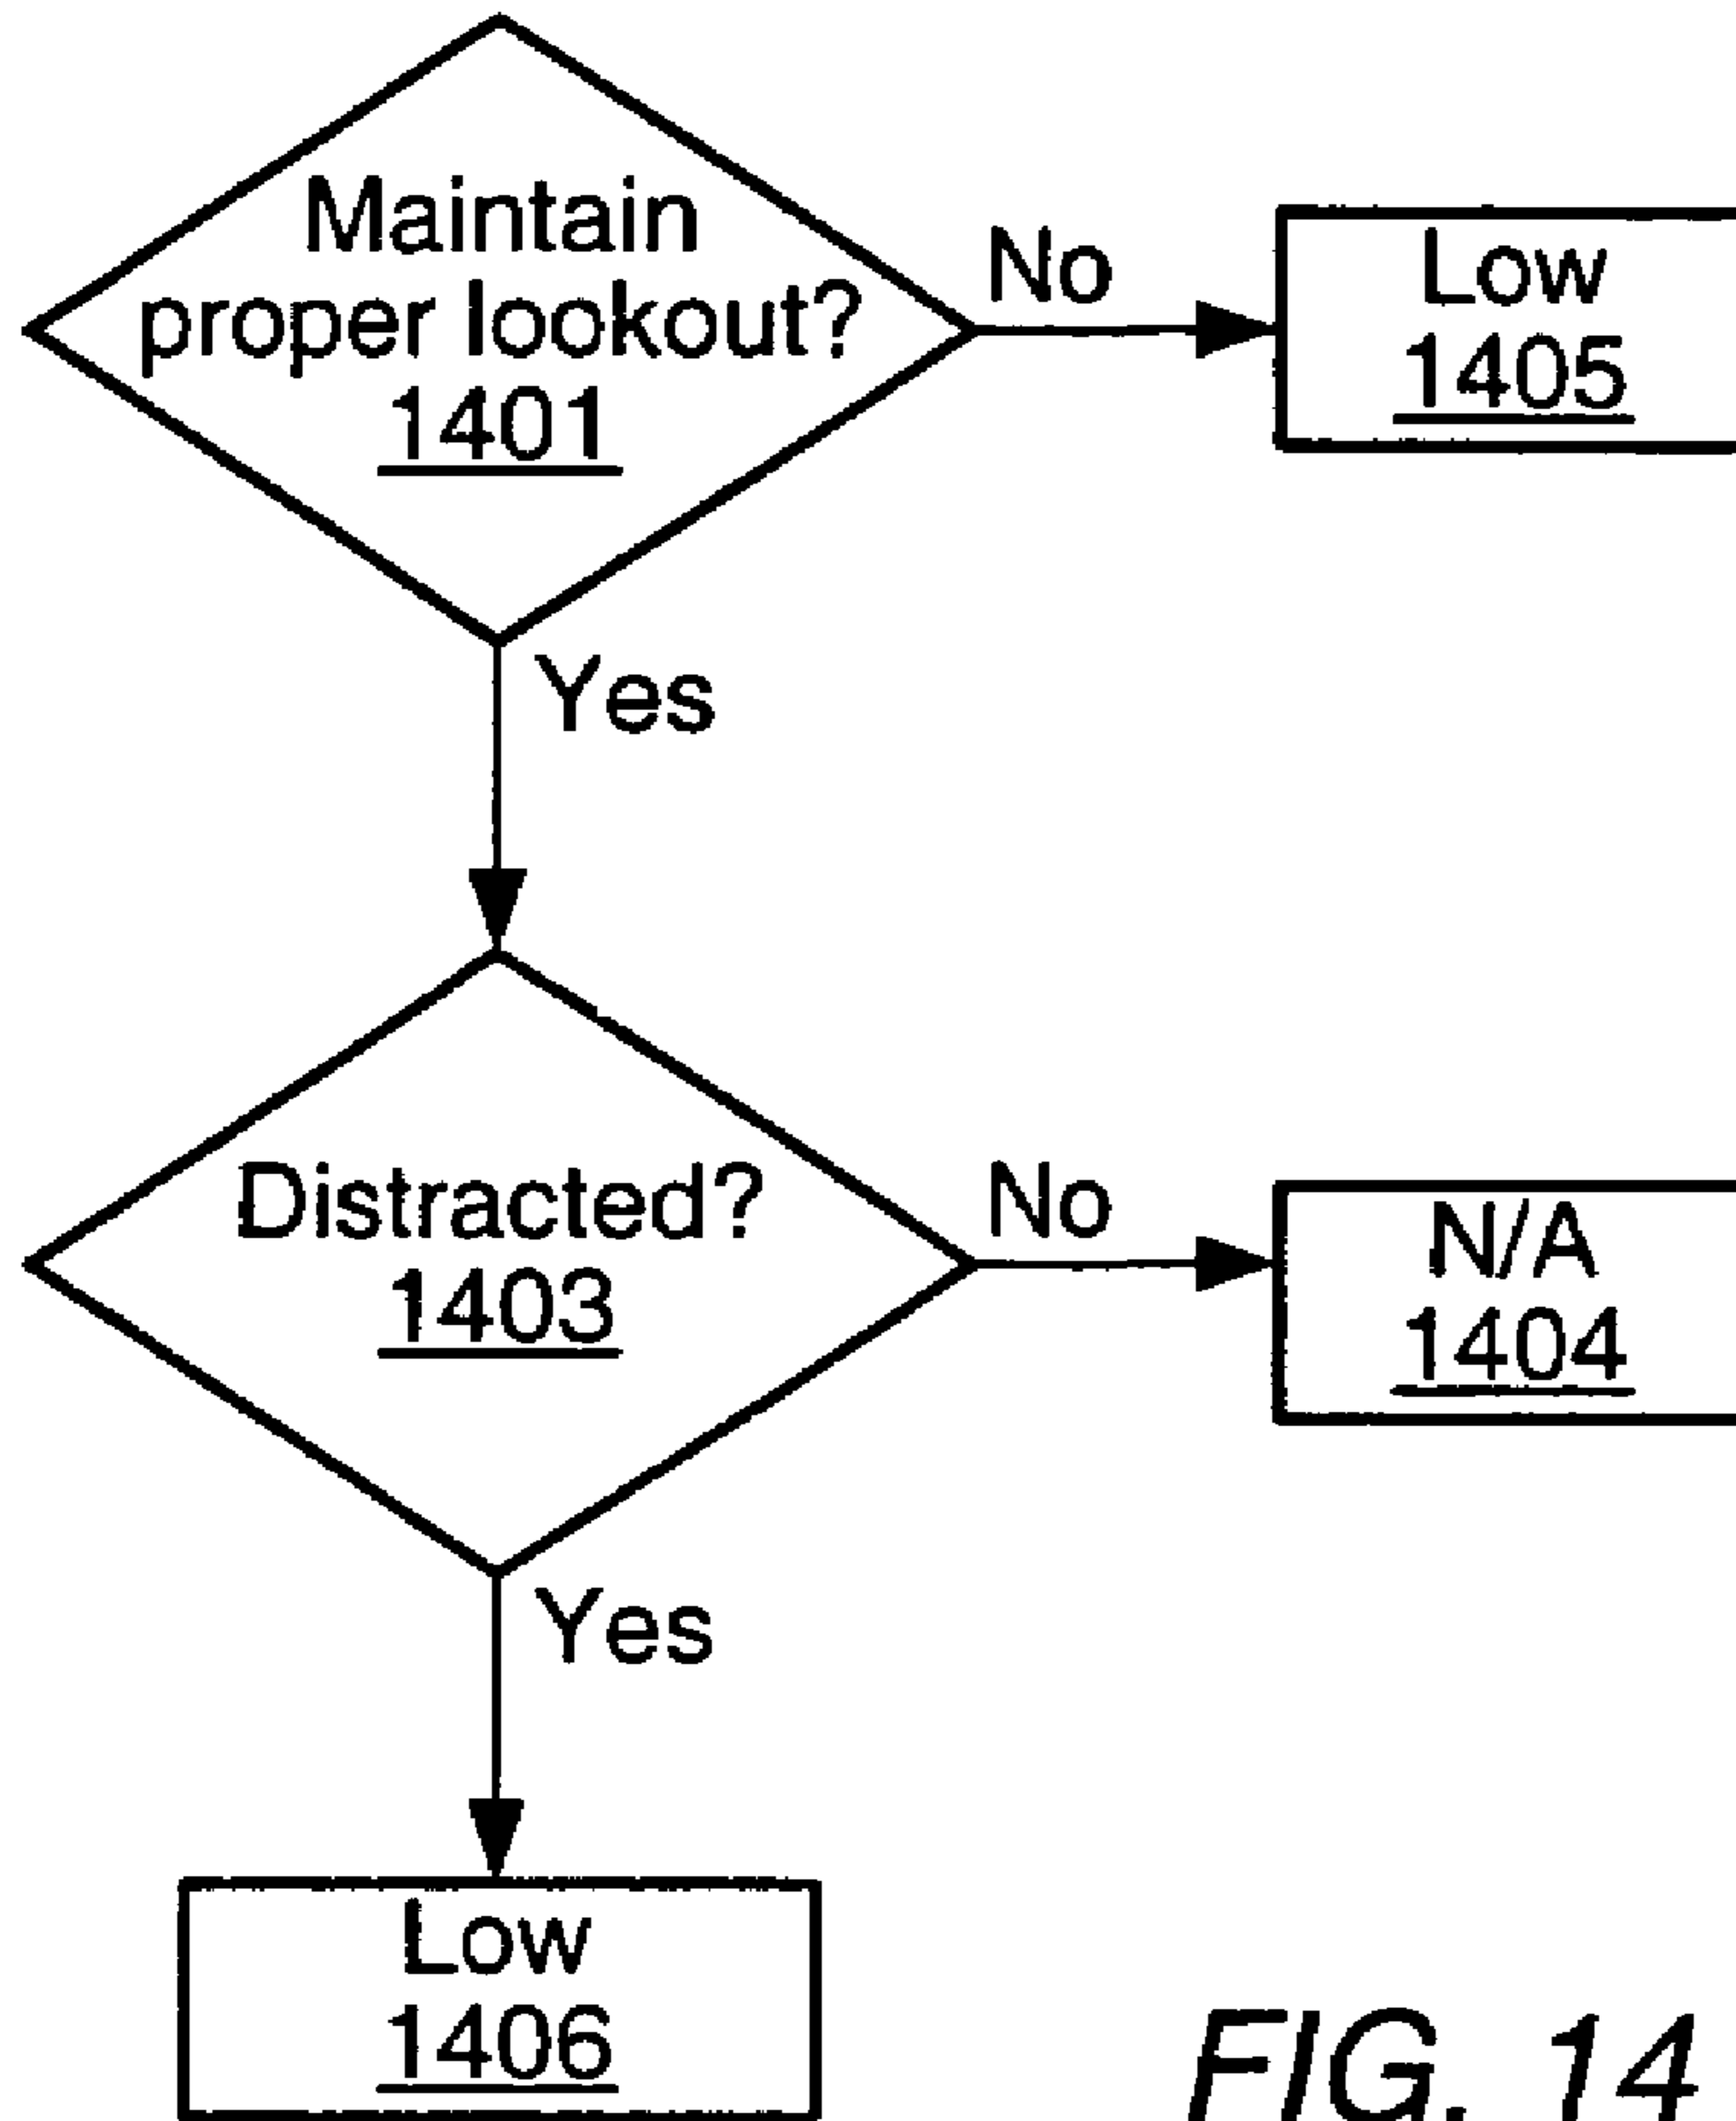 Maintain
proper lookout?
1401
No
Low
1405
Yes
Distracted?
1403
No
N/A
1404
Yes
Low
1406
FIG. 14